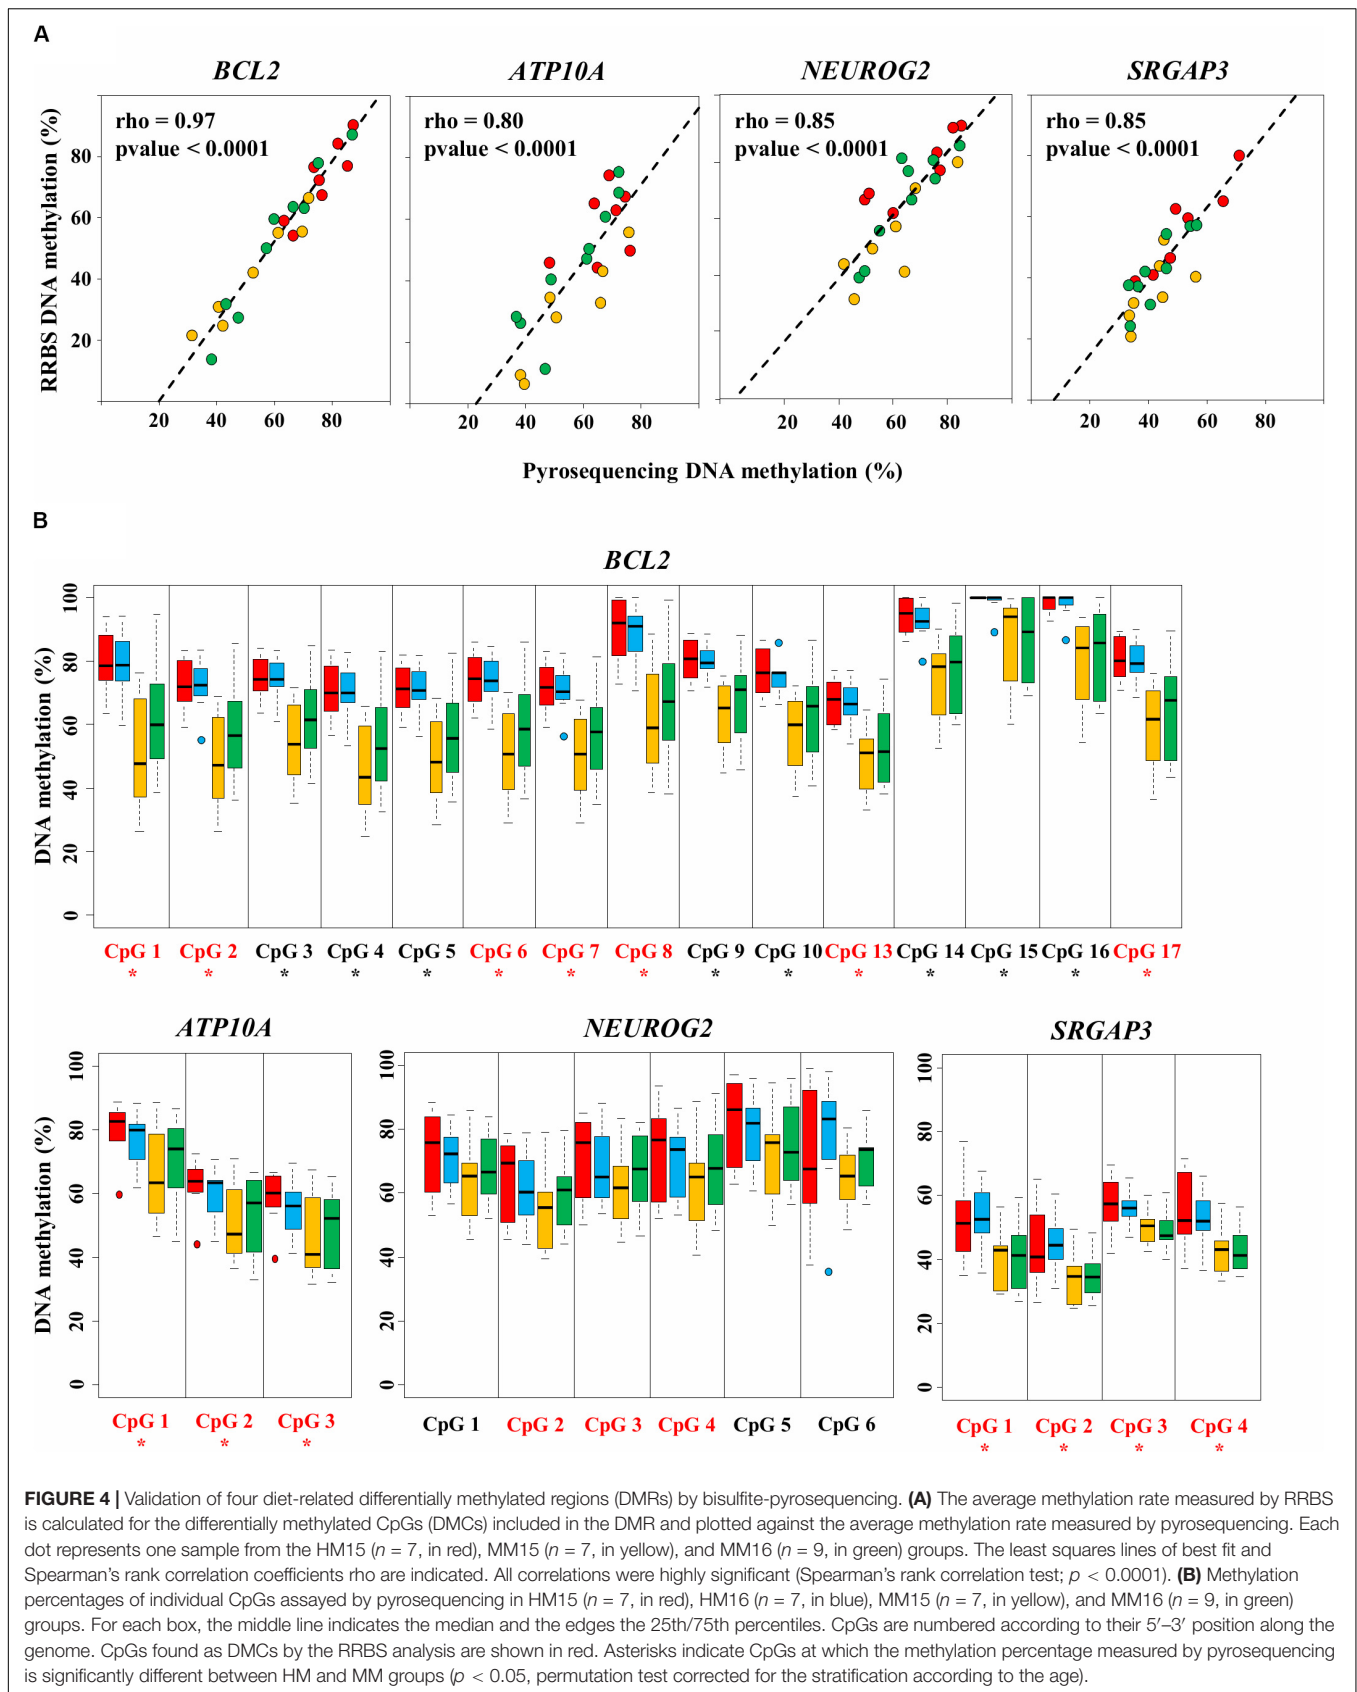 A
BCL2 ATP10A NEUROG2 SRGAP3
RRBS DNA methylation (%)
rho = 0.97
pvalue < 0.0001
rho = 0.80
pvalue < 0.0001
rho = 0.85
pvalue < 0.0001
rho = 0.85
pvalue < 0.0001
80
60
40
20
20 40 60 80 20 40 60 80 20 40 60 80 20 40 60 80
Pyrosequencing DNA methylation (%)
B
BCL2
DNA methylation (%)
100
80
60
40
20
0
CpG 1 CpG 2 CpG 3 CpG 4 CpG 5 CpG 6 CpG 7 CpG 8 CpG 9 CpG 10 CpG 13 CpG 14 CpG 15 CpG 16 CpG 17
* * * * * * * * * * * * * * *
ATP10A NEUROG2 SRGAP3
DNA methylation (%)
100
80
60
40
20
0
100
80
60
40
20
0
100
80
60
40
20
0
CpG 1 CpG 2 CpG 3 CpG 1 CpG 2 CpG 3 CpG 4 CpG 5 CpG 6 CpG 1 CpG 2 CpG 3 CpG 4
* * * * * * *
FIGURE 4 | Validation of four diet-related differentially methylated regions (DMRs) by bisulfite-pyrosequencing. (A) The average methylation rate measured by RRBS
is calculated for the differentially methylated CpGs (DMCs) included in the DMR and plotted against the average methylation rate measured by pyrosequencing. Each
dot represents one sample from the HM15 (n = 7, in red), MM15 (n = 7, in yellow), and MM16 (n = 9, in green) groups. The least squares lines of best fit and
Spearman's rank correlation coefficients rho are indicated. All correlations were highly significant (Spearman's rank correlation test; p < 0.0001). (B) Methylation
percentages of individual CpGs assayed by pyrosequencing in HM15 (n = 7, in red), HM16 (n = 7, in blue), MM15 (n = 7, in yellow), and MM16 (n = 9, in green)
groups. For each box, the middle line indicates the median and the edges the 25th/75th percentiles. CpGs are numbered according to their 5′–3′ position along the
genome. CpGs found as DMCs by the RRBS analysis are shown in red. Asterisks indicate CpGs at which the methylation percentage measured by pyrosequencing
is significantly different between HM and MM groups (p < 0.05, permutation test corrected for the stratification according to the age).